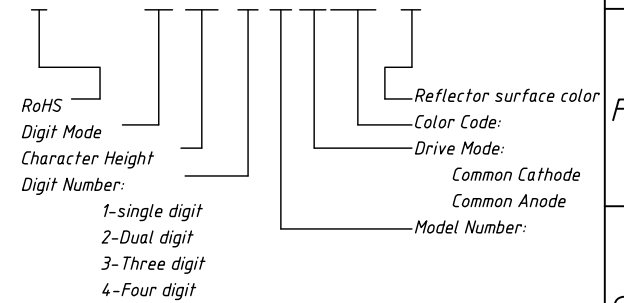 RoHS
Digit Mode
Character Height
Digit Number:
1-single digit
2-Dual digit
3-Three digit
4-Four digit
Reflector surface color
Color Code:
Drive Mode:
Common Cathode
Common Anode
Model Number: